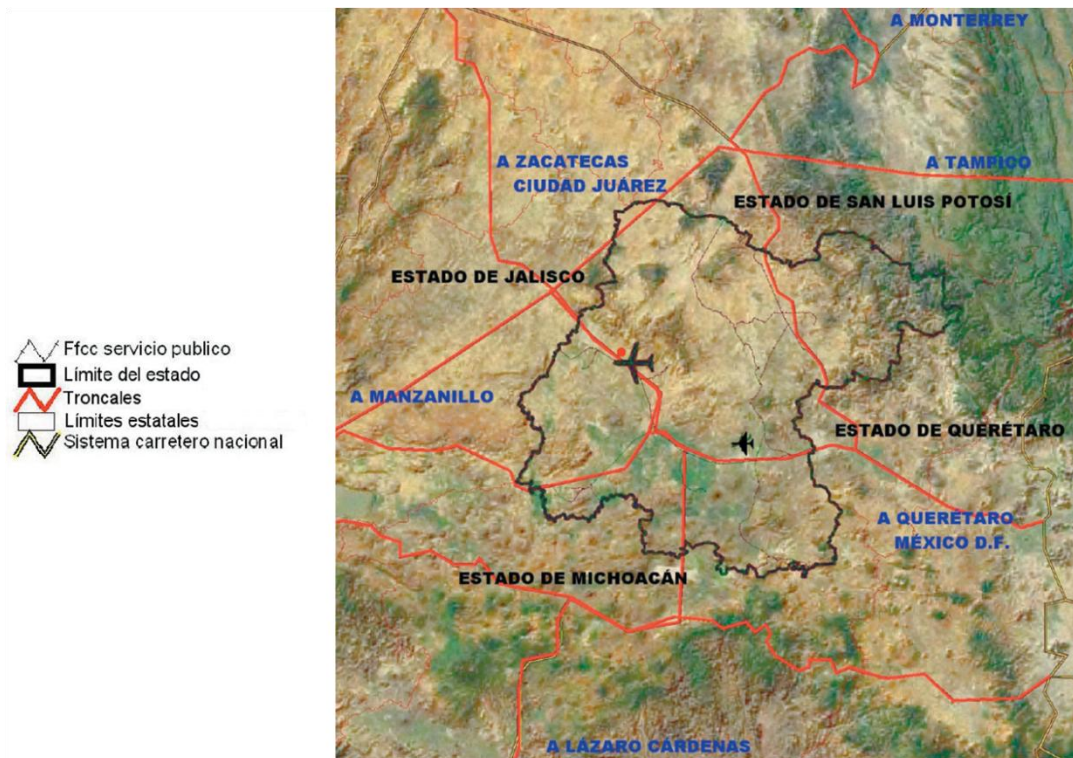 Ffcc servicio publico
Límite del estado
Troncales
Límites estatales
Sistema carretero nacional
A MONTERREY
A ZACATECAS
CIUDAD JUÁREZ
A TAMPICO
ESTADO DE SAN LUIS POTOSÍ
ESTADO DE JALISCO
A MANZANILLO
ESTADO DE QUERÉTARO
A QUERÉTARO
MÉXICO D.F.
ESTADO DE MICHOACÁN
A LÁZARO CÁRDENAS